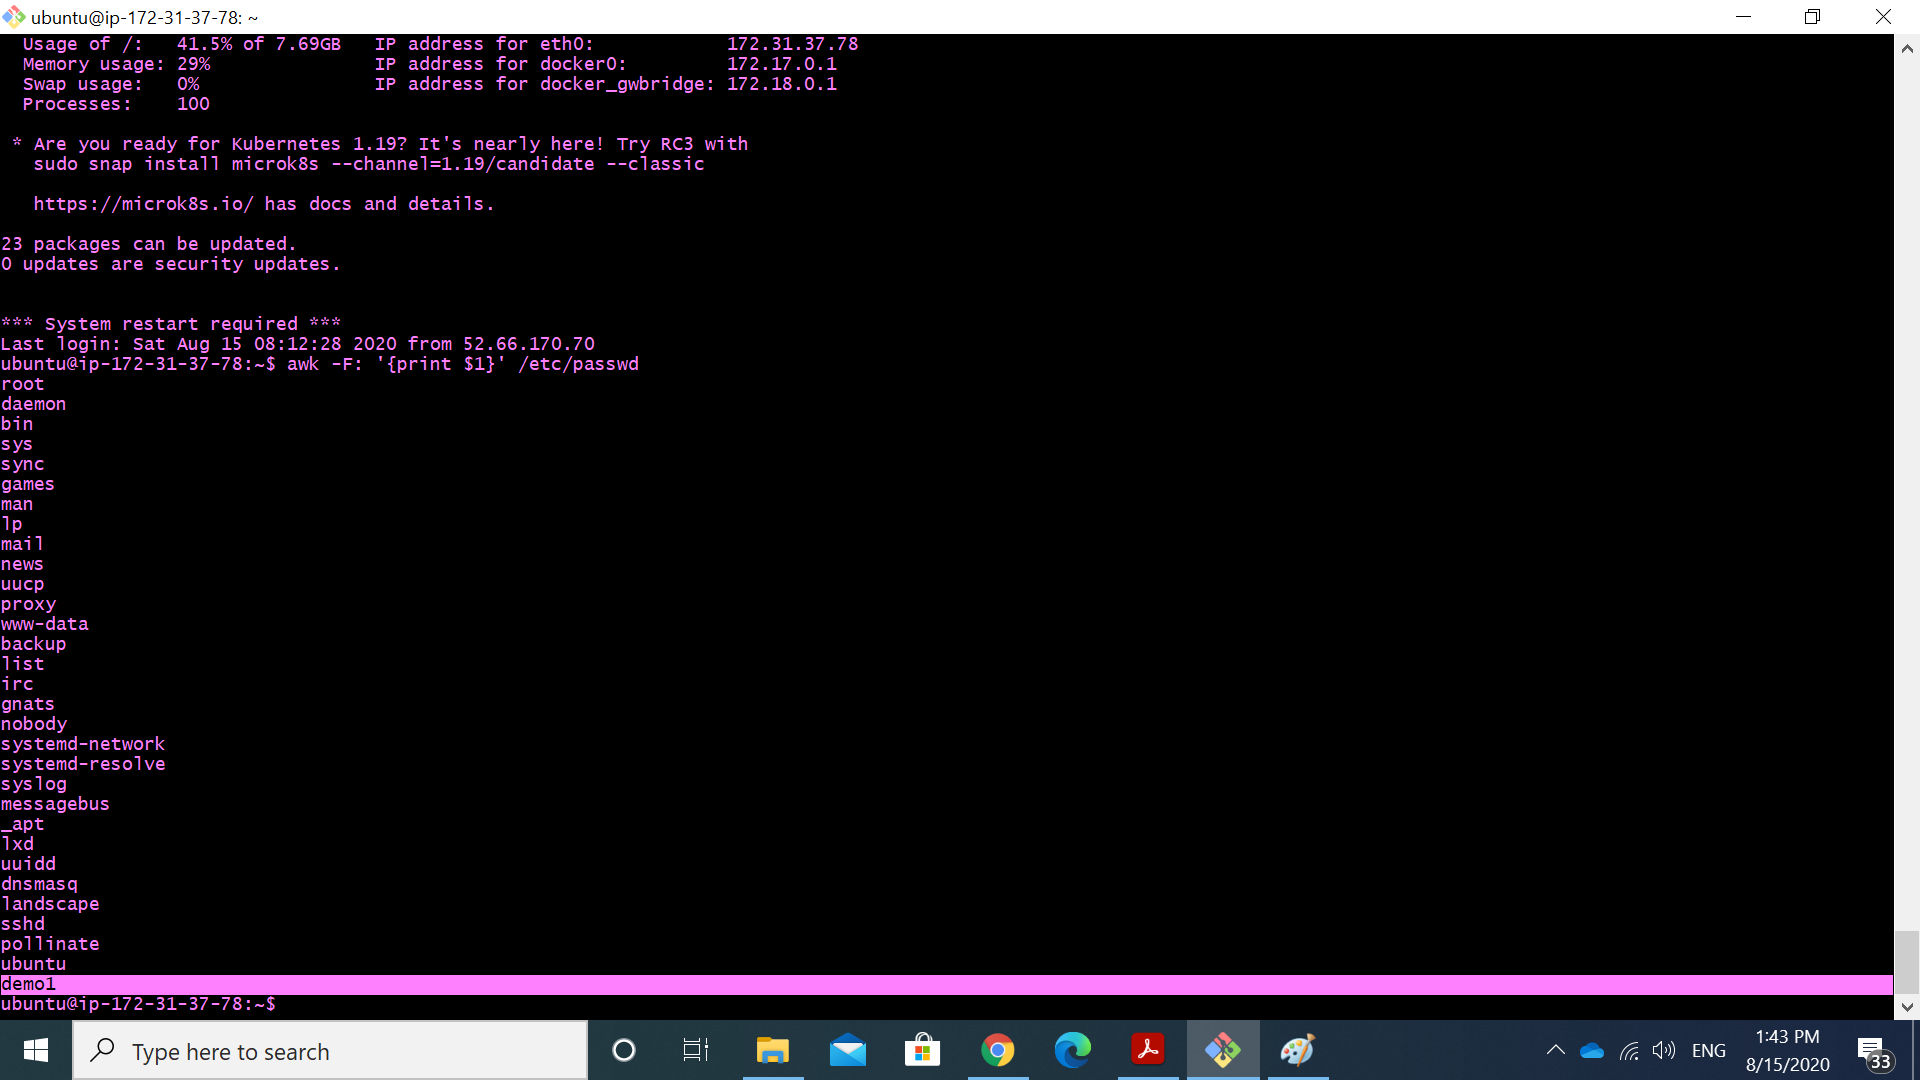 ubuntu@ip-172-31-37-78: ~
Usage of /:   41.5% of 7.69GB   IP address for eth0:            172.31.37.78
Memory usage: 29%               IP address for docker0:         172.17.0.1
Swap usage:   0%                IP address for docker_gwbridge: 172.18.0.1
Processes:    100
* Are you ready for Kubernetes 1.19? It's nearly here! Try RC3 with
sudo snap install microk8s --channel=1.19/candidate --classic
https://microk8s.io/ has docs and details.
23 packages can be updated.
0 updates are security updates.
*** System restart required ***
Last login: Sat Aug 15 08:12:28 2020 from 52.66.170.70
ubuntu@ip-172-31-37-78:~$ awk -F: '{print $1}' /etc/passwd
root
daemon
bin
sys
sync
games
man
lp
mail
news
uucp
proxy
www-data
backup
list
irc
gnats
nobody
systemd-network
systemd-resolve
syslog
messagebus
_apt
lxd
uuidd
dnsmasq
landscape
sshd
pollinate
ubuntu
demo1
ubuntu@ip-172-31-37-78:~$
Type here to search
ENG
1:43 PM
8/15/2020
33